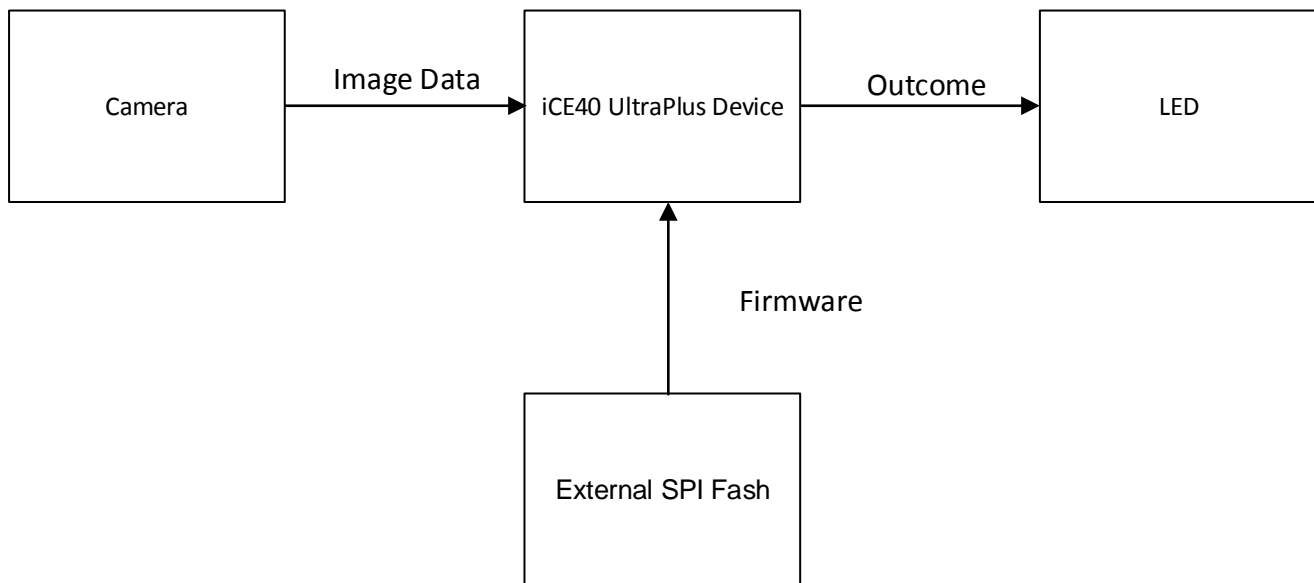 Camera
Image Data
iCE40 UltraPlus Device
Outcome
LED
Firmware
External SPI Fash